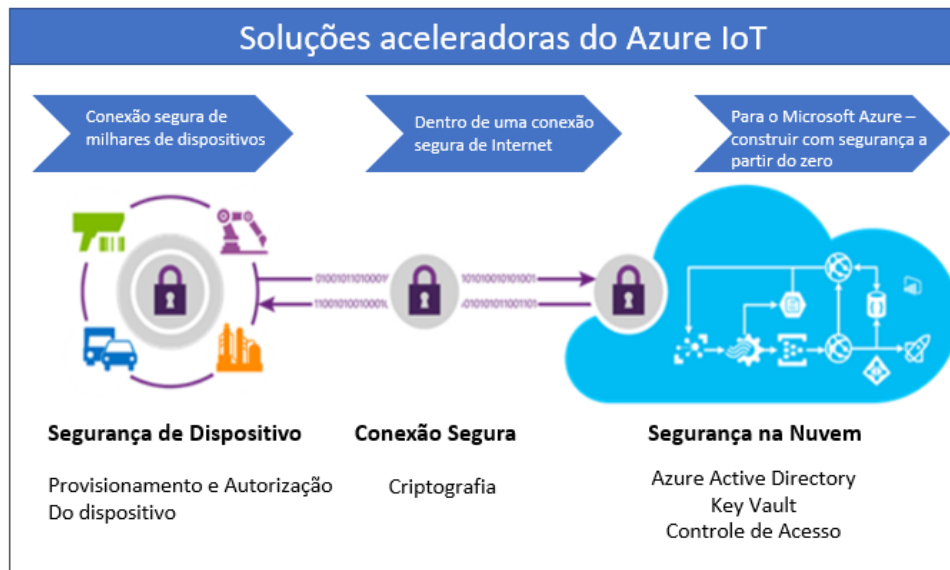 Soluções aceleradoras do Azure IoT
Conexão segura de
milhares de dispositivos
Dentro de uma conexão
segura de Internet
Para o Microsoft Azure –
construir com segurança a
partir do zero
Segurança de Dispositivo
Provisionamento e Autorização
Do dispositivo
Conexão Segura
Criptografia
Segurança na Nuvem
Azure Active Directory
Key Vault
Controle de Acesso